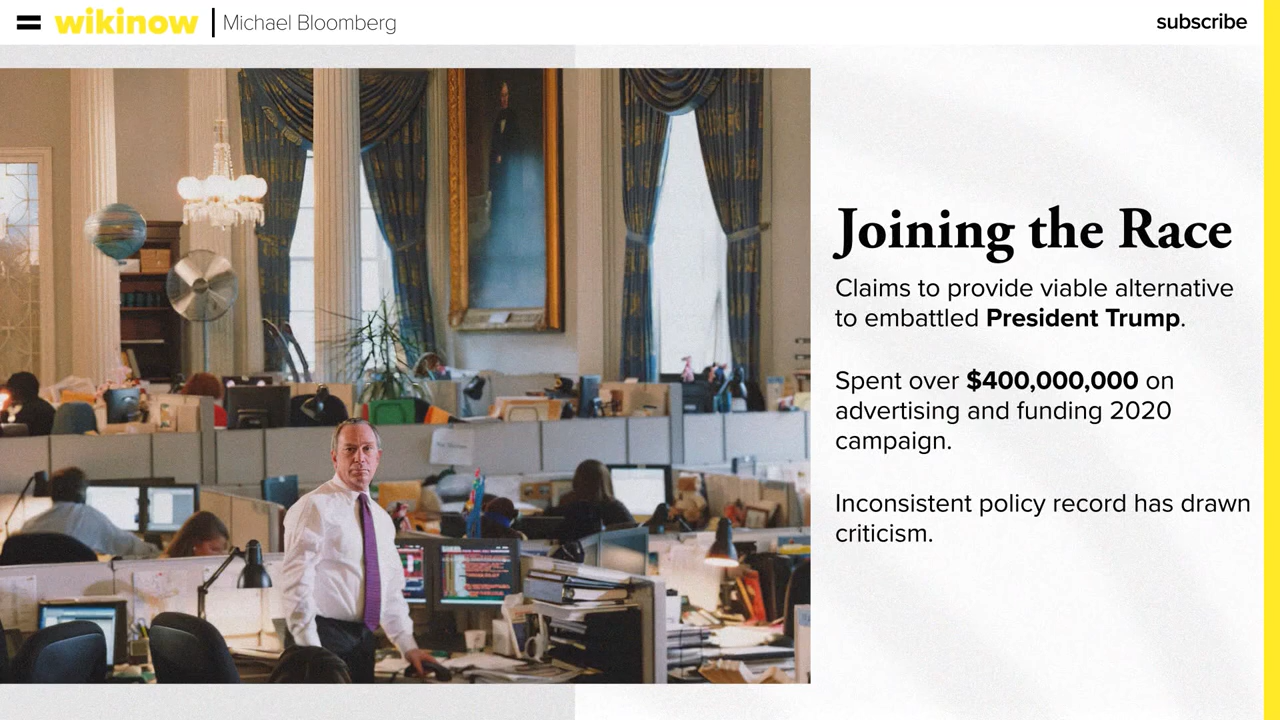 wikinow | Michael Bloomberg
subscribe
Joining the Race
Claims to provide viable alternative
to embattled President Trump.
Spent over $400,000,000 on
advertising and funding 2020
campaign.
Inconsistent policy record has drawn
criticism.